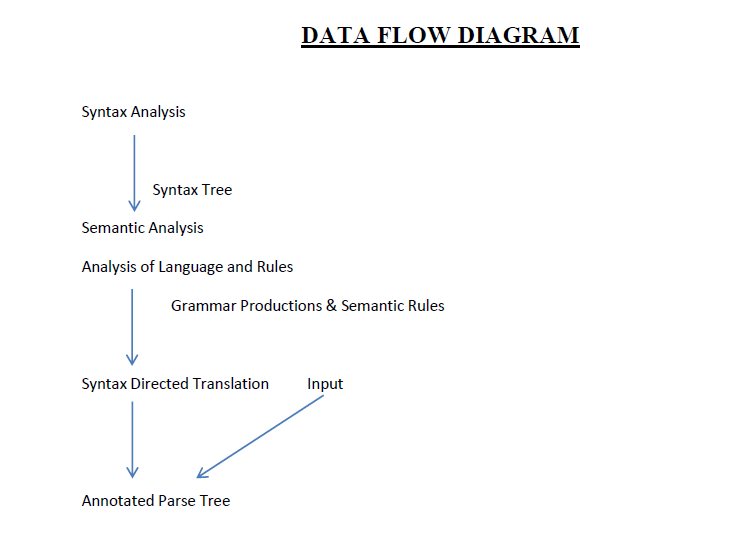 DATA FLOW DIAGRAM
Syntax Analysis
Syntax Tree
Semantic Analysis
Analysis of Language and Rules
Grammar Productions & Semantic Rules
Syntax Directed Translation Input
Annotated Parse Tree